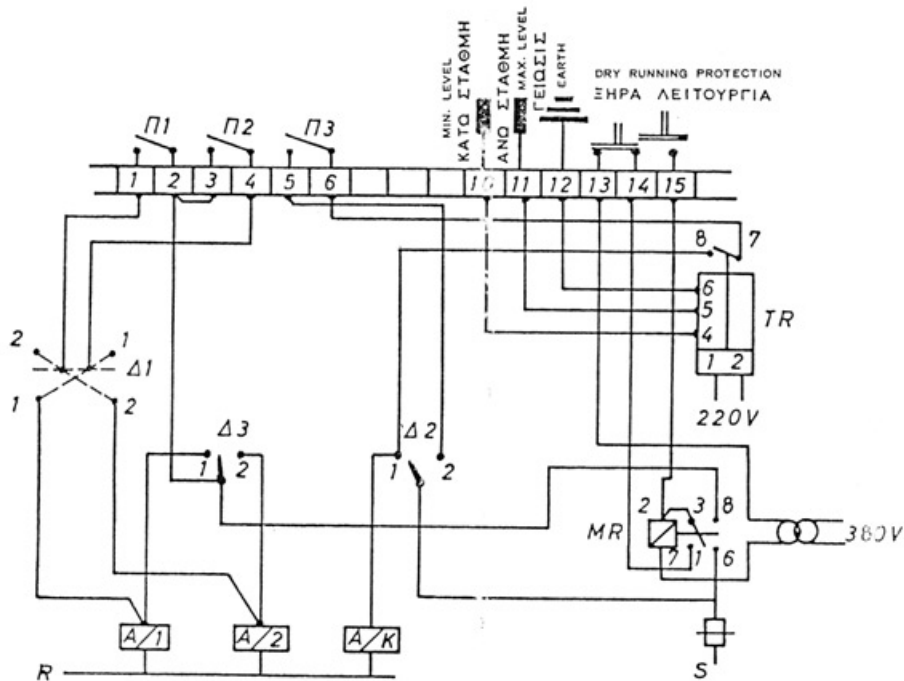 MIN. LEVEL
ΚΑΤΩ ΣΤΑΘΜΗ
ΑΝΩ ΣΤΑΘΜΗ
MAX. LEVEL
ΓΕΙΩΣΙΣ
EARTH
DRY RUNNING PROTECTION
ΞΗΡΑ ΛΕΙΤΟΥΡΓΙΑ
Π1 Π2 Π3
1 2 3 4 5 6 10 11 12 13 14 15
8 7
6
5
4
TR
1 2
220V
2 1
Δ1
1 2
Δ3
1 2
Δ2
1 2
2 3 8
MR
7 1 6
380V
A/1 A/2 A/K
R
S